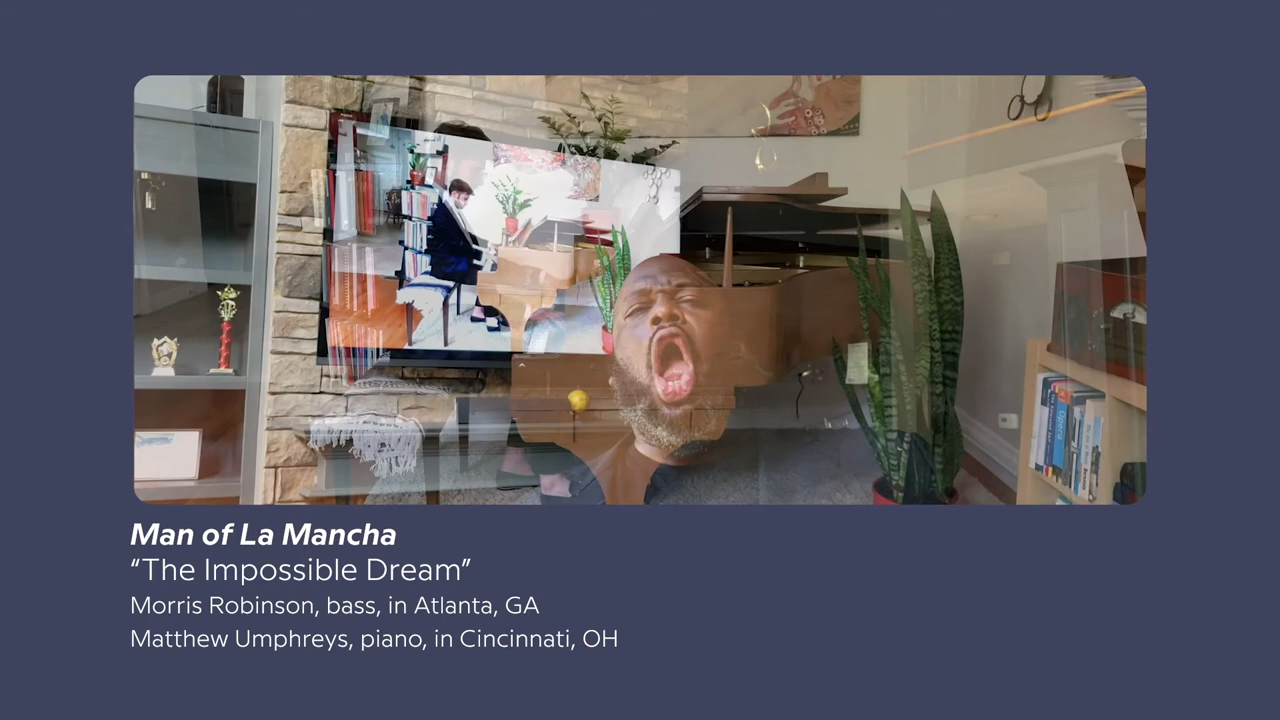 Opera
Man of La Mancha
“The Impossible Dream”
Morris Robinson, bass, in Atlanta, GA
Matthew Umphreys, piano, in Cincinnati, OH